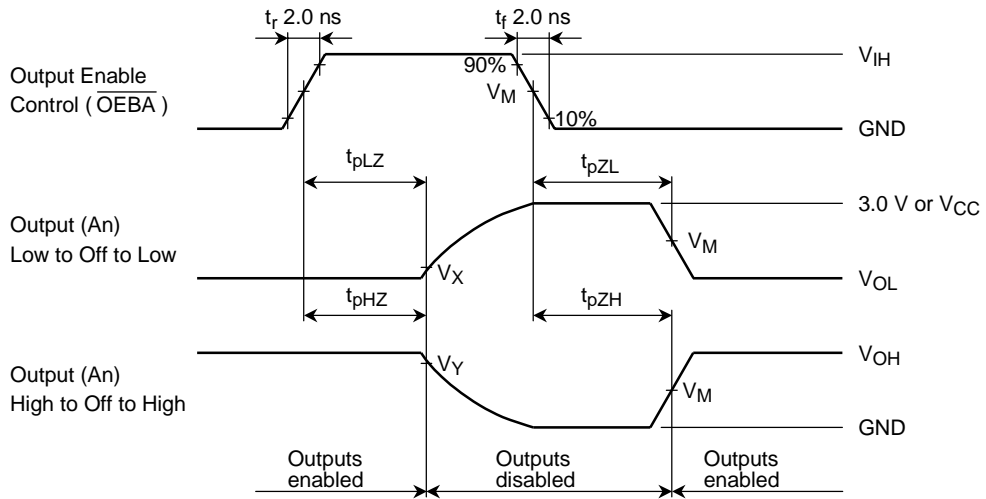 tr 2.0 ns
tf 2.0 ns
Output Enable
Control ( OEBA )
90%
VM
10%
VIH
GND
tpLZ
tpZL
Output (An)
Low to Off to Low
VX
VM
3.0 V or VCC
VOL
tpHZ
tpZH
Output (An)
High to Off to High
VY
VM
VOH
GND
Outputs
enabled
Outputs
disabled
Outputs
enabled